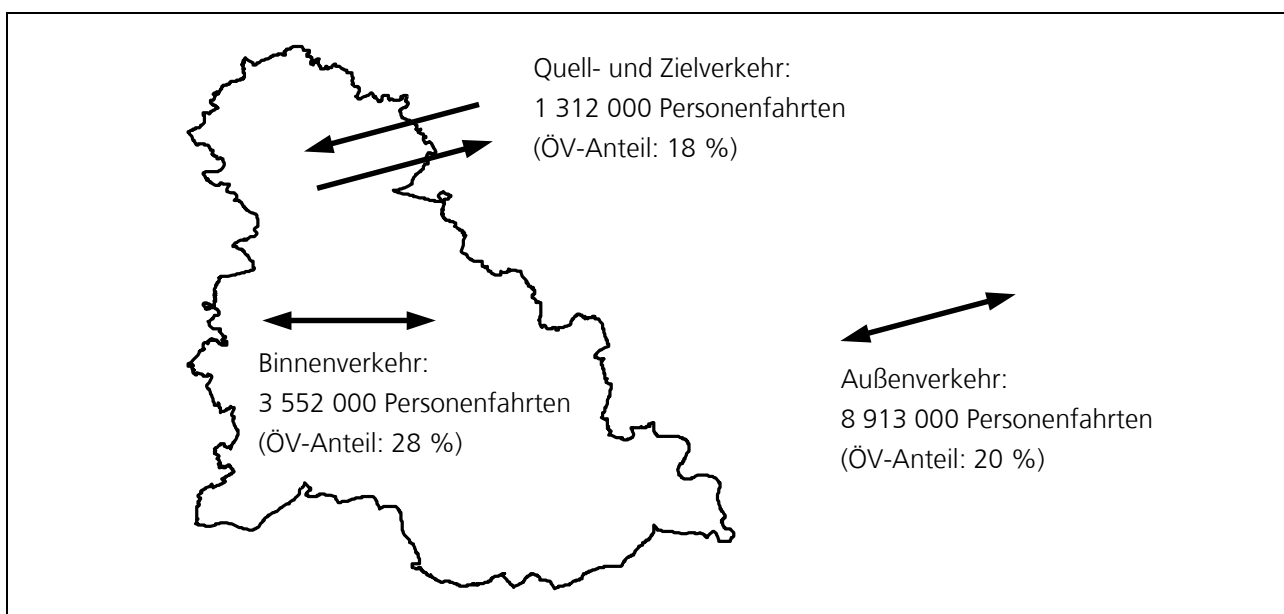 Quell- und Zielverkehr:
1 312 000 Personenfahrten
(ÖV-Anteil: 18 %)
Binnenverkehr:
3 552 000 Personenfahrten
(ÖV-Anteil: 28 %)
Außenverkehr:
8 913 000 Personenfahrten
(ÖV-Anteil: 20 %)